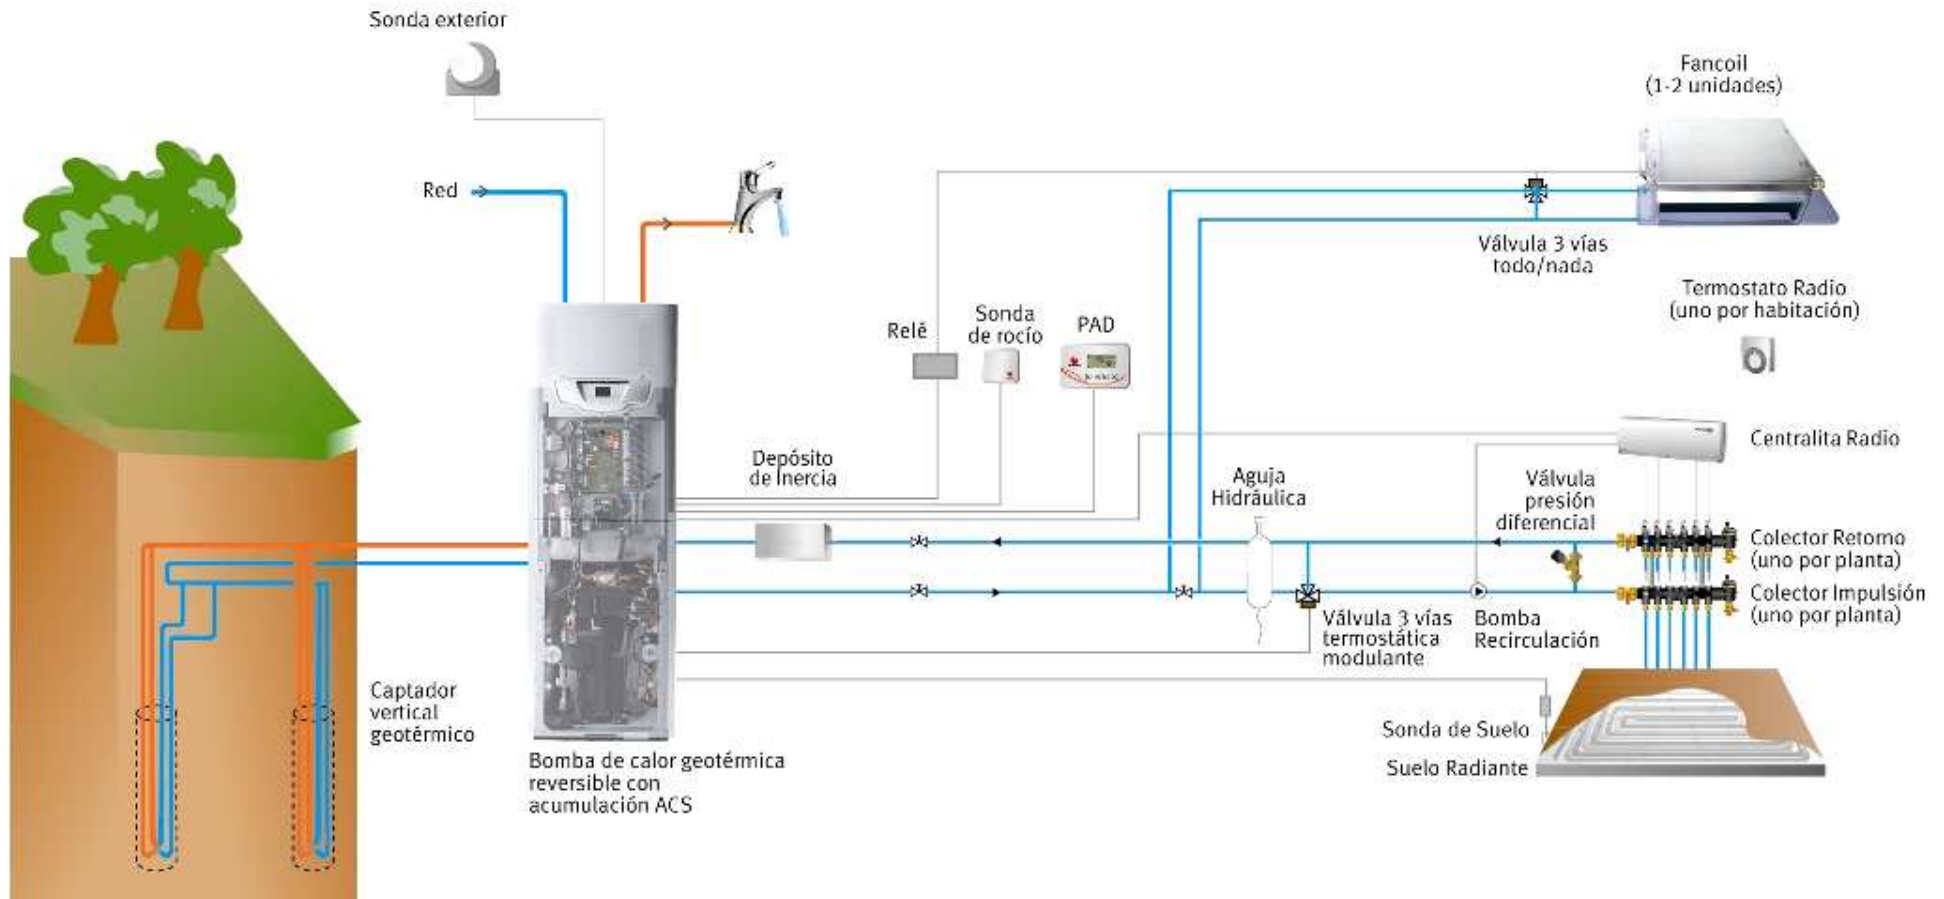 Sonda exterior
Fancoil
(1-2 unidades)
Red
Válvula 3 vías
todo/nada
Termostato Radio
(uno por habitación)
Relé
Sonda
de rocío
PAD
Centralita Radio
Depósito
de Inercia
Aguja
Hidráulica
Válvula
presión
diferencial
Colector Retorno
(uno por planta)
Colector Impulsión
(uno por planta)
Válvula 3 vías
termostática
modulante
Bomba
Recirculación
Captador
vertical
geotérmico
Sonda de Suelo
Suelo Radiante
Bomba de calor geotérmica
reversible con
acumulación ACS